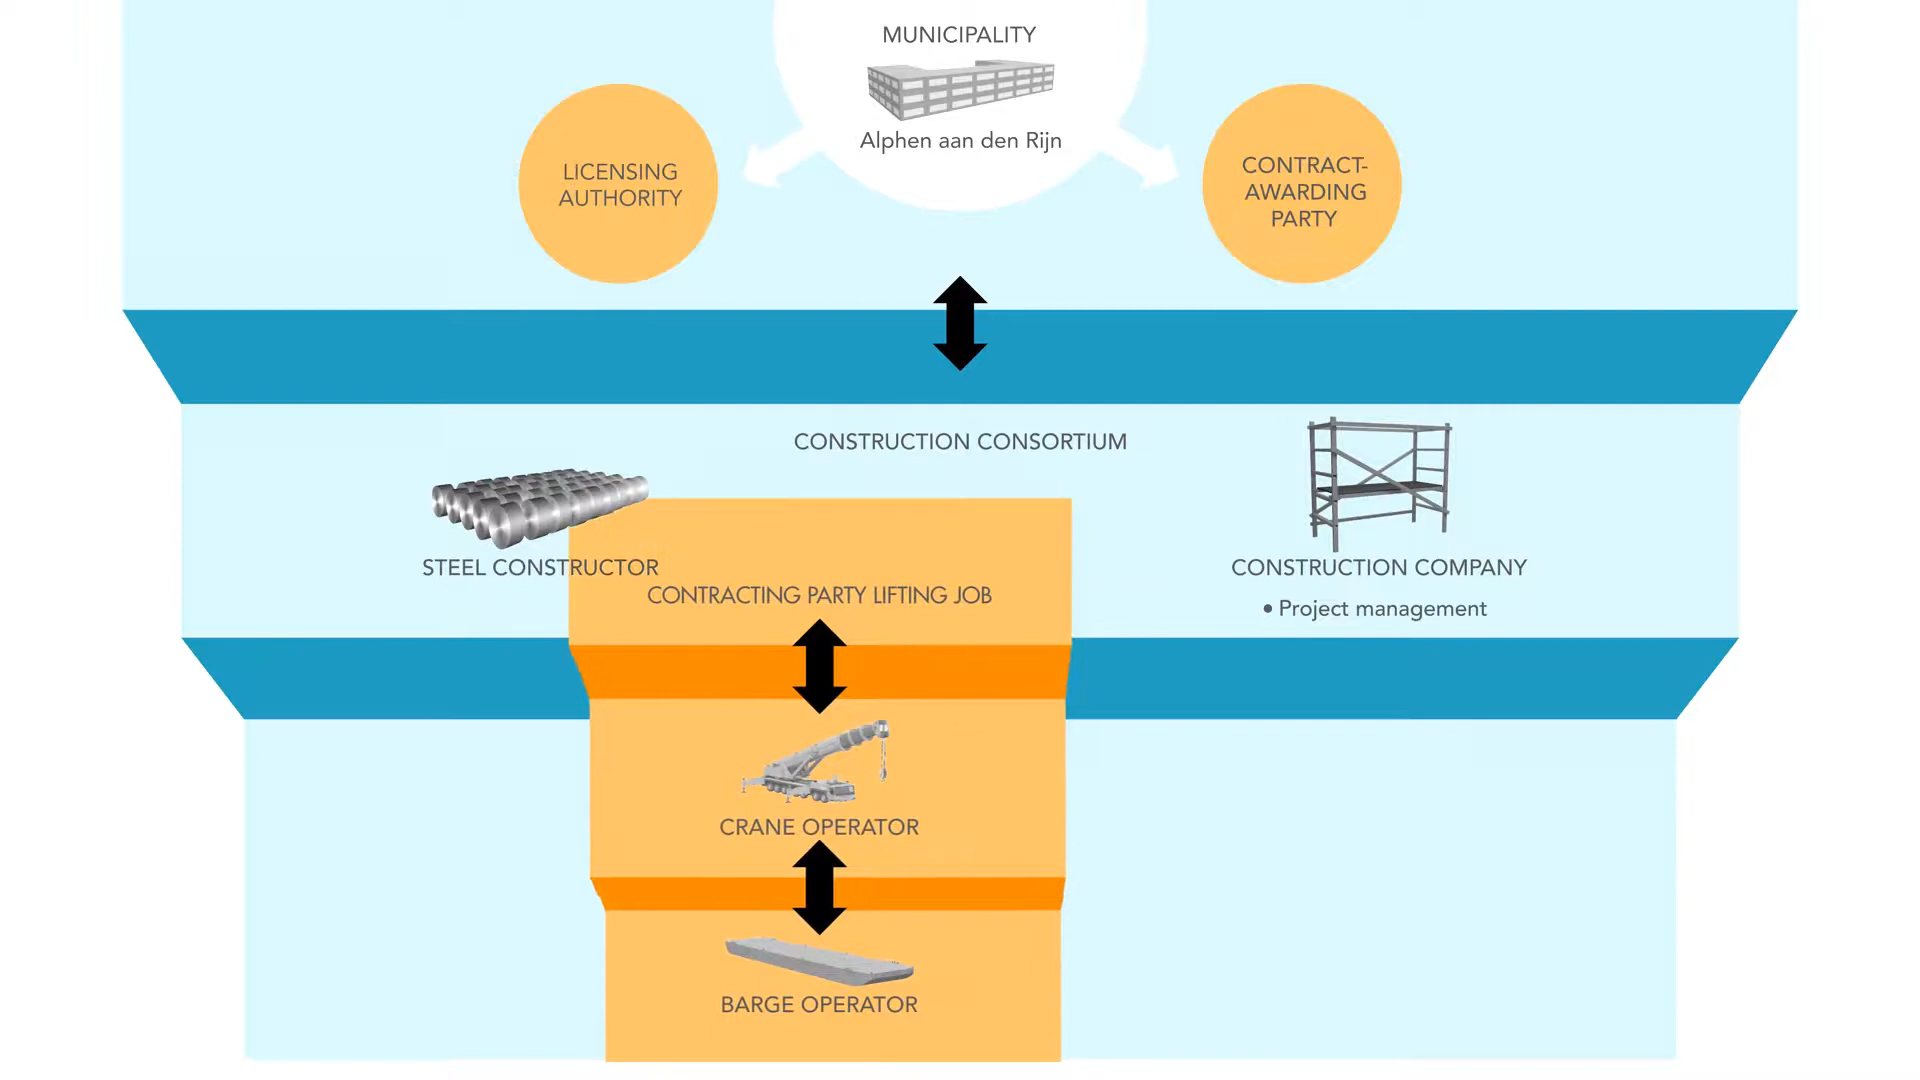 MUNICIPALITY
Alphen aan den Rijn
LICENSING
AUTHORITY
CONTRACT-
AWARDING
PARTY
CONSTRUCTION CONSORTIUM
STEEL CONSTRUCTOR
CONTRACTING PARTY LIFTING JOB
CONSTRUCTION COMPANY
• Project management
CRANE OPERATOR
BARGE OPERATOR